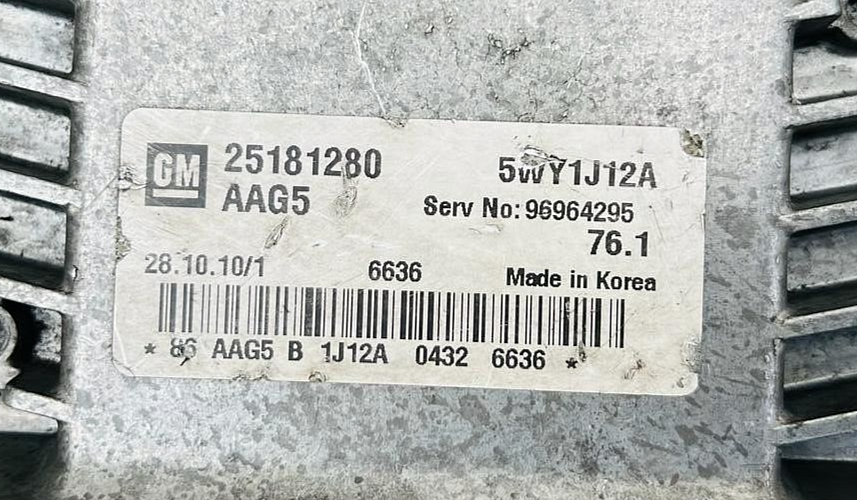 GM 25181280 5WY1J12A
AAG5 Serv No: 96964295
76.1
28.10.10/1 6636 Made in Korea
* 86 AAG5 B 1J12A 0432 6636 *